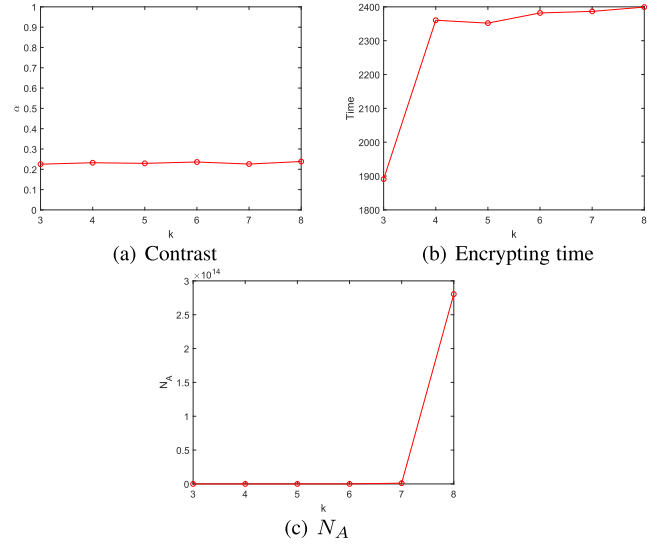 1
0.9
0.8
0.7
0.6
0.5
0.4
0.3
0.2
0.1
0
α
3 4 5 6 7 8
k
(a) Contrast
2400
2300
2200
2100
2000
1900
1800
Time
3 4 5 6 7 8
k
(b) Encrypting time
×10^14
3
2.5
2
1.5
1
0.5
0
N_A
3 4 5 6 7 8
k
(c) N_A